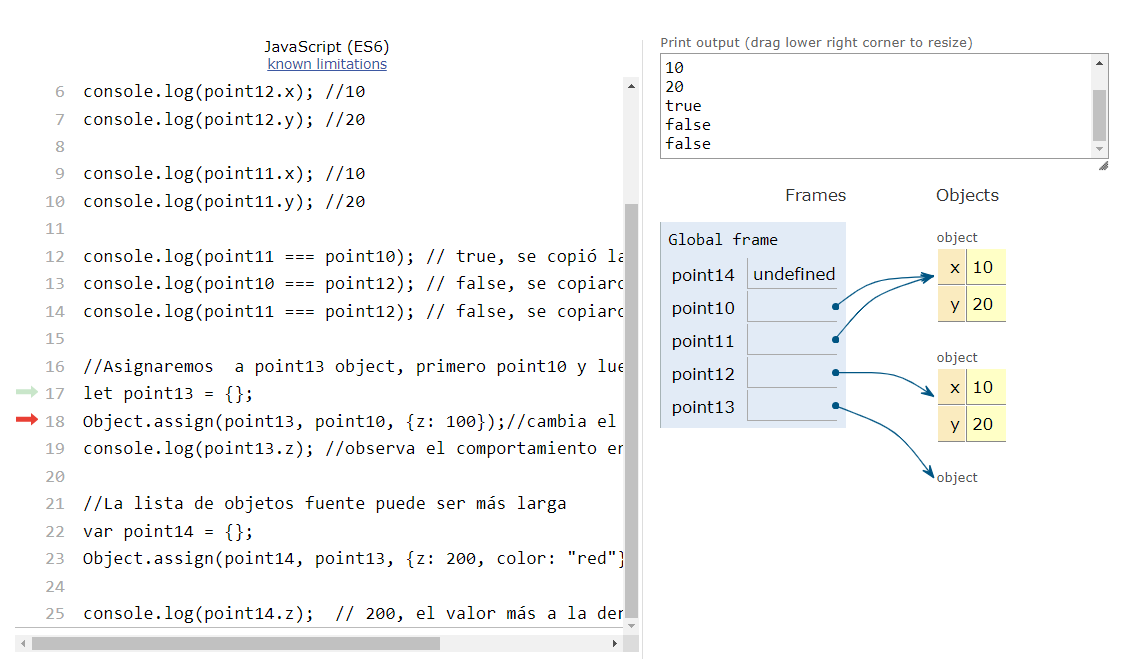 JavaScript (ES6)
known limitations
6 console.log(point12.x); //10
7 console.log(point12.y); //20
8
9 console.log(point11.x); //10
10 console.log(point11.y); //20
11
12 console.log(point11 === point10); // true, se copió la
13 console.log(point10 === point12); // false, se copiaro
14 console.log(point11 === point12); // false, se copiaro
15
16 //Asignaremos  a point13 object, primero point10 y lue
17 let point13 = {};
18 Object.assign(point13, point10, {z: 100});//cambia el
19 console.log(point13.z); //observa el comportamiento en
20
21 //La lista de objetos fuente puede ser más larga
22 var point14 = {};
23 Object.assign(point14, point13, {z: 200, color: "red"}
24
25 console.log(point14.z);  // 200, el valor más a la der
Print output (drag lower right corner to resize)
10
20
true
false
false
Frames
Objects
Global frame
point14 undefined
point10
point11
point12
point13
object
x 10
y 20
object
x 10
y 20
object